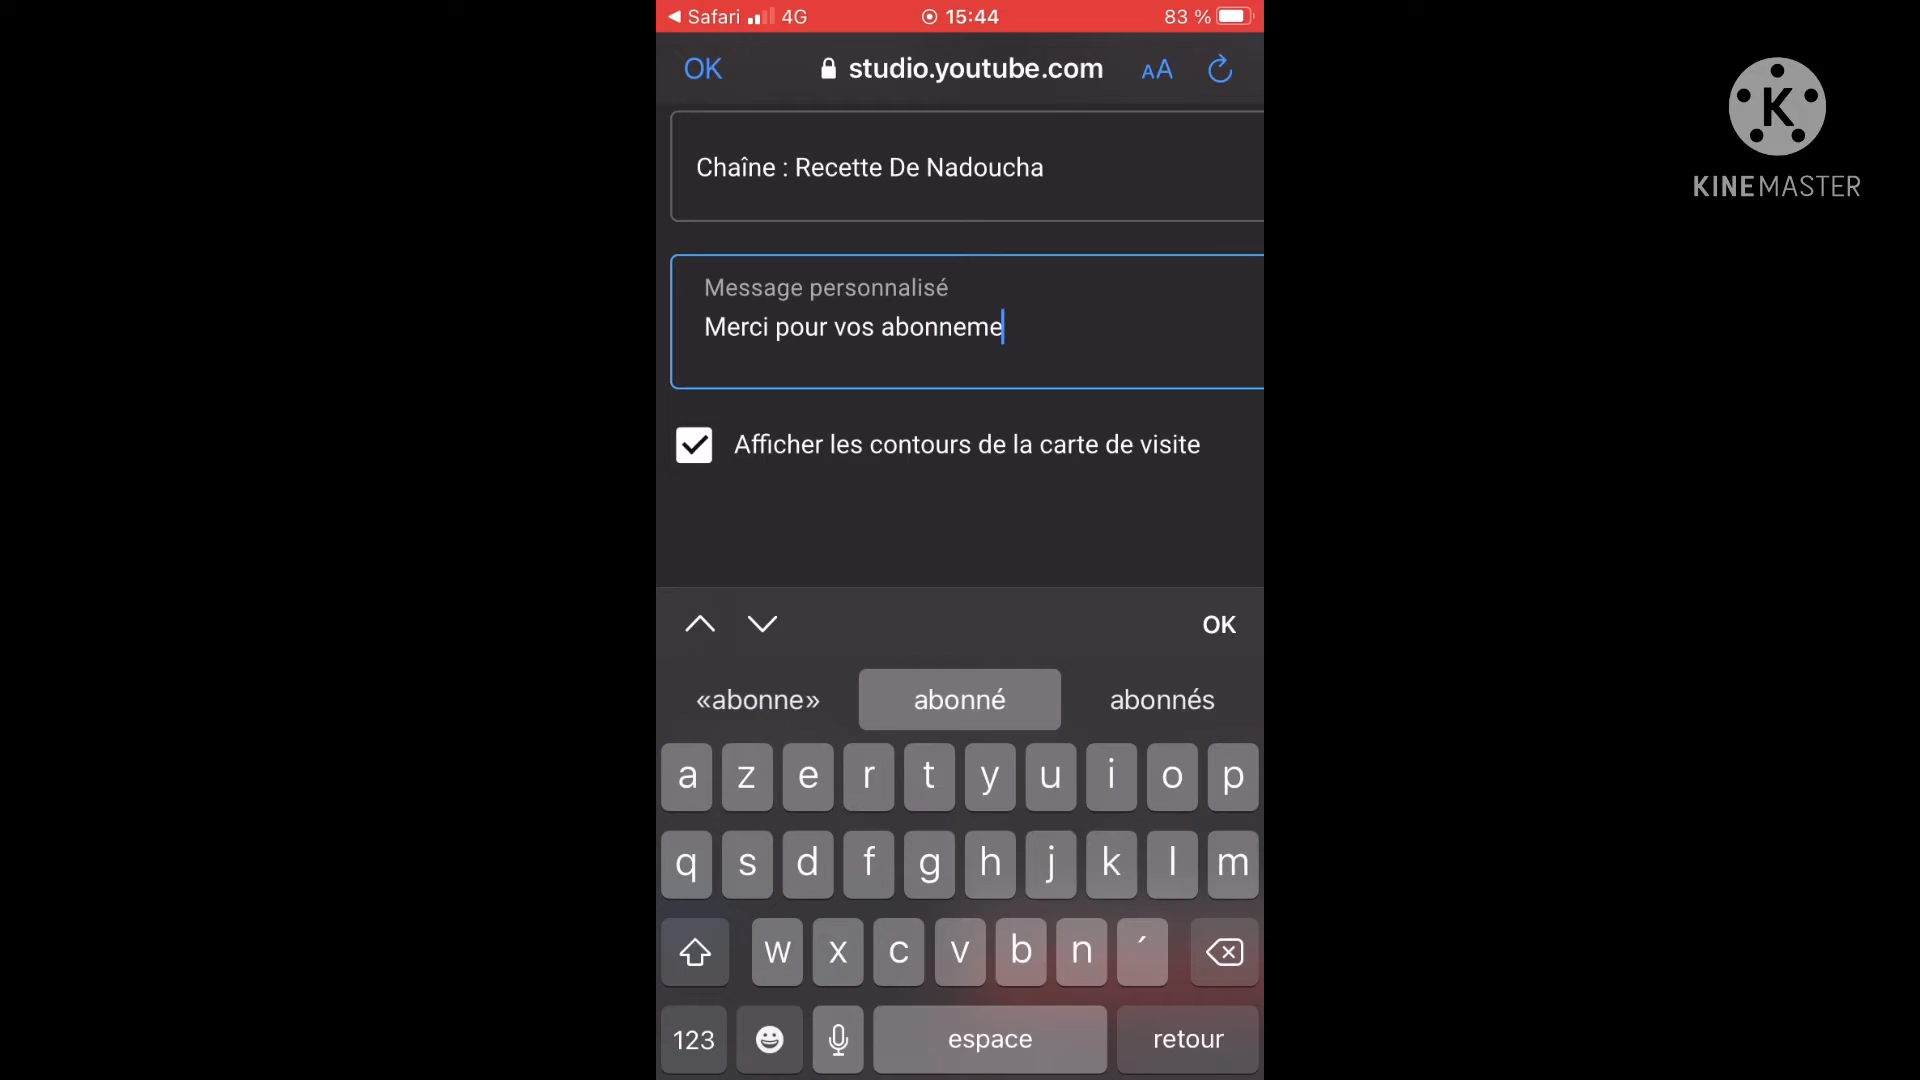 Safari 4G 15:44 83 %
OK studio.youtube.com AA
K
KINEMASTER
Chaîne : Recette De Nadoucha
Message personnalisé
Merci pour vos abonneme
Afficher les contours de la carte de visite
OK
«abonne» abonné abonnés
a z e r t y u i o p
q s d f g h j k l m
w x c v b n ´
123 espace retour